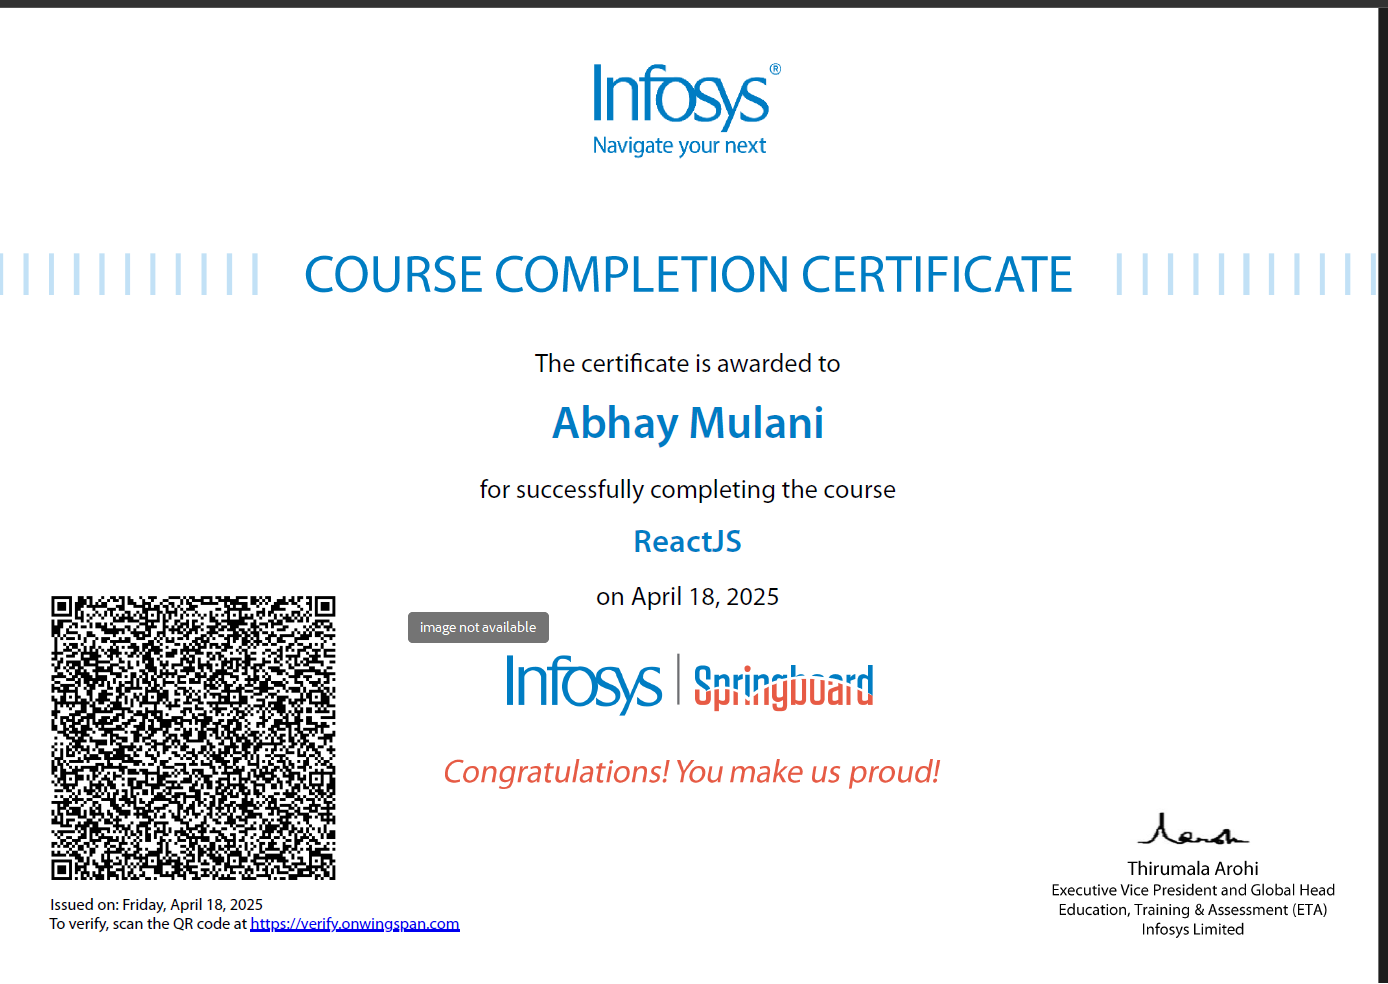 Infosys®
Navigate your next
COURSE COMPLETION CERTIFICATE
The certificate is awarded to
Abhay Mulani
for successfully completing the course
ReactJS
on April 18, 2025
image not available
Infosys | Springboard
Congratulations! You make us proud!
Issued on: Friday, April 18, 2025
To verify, scan the QR code at https://verify.onwingspan.com
Thirumala Arohi
Executive Vice President and Global Head
Education, Training & Assessment (ETA)
Infosys Limited